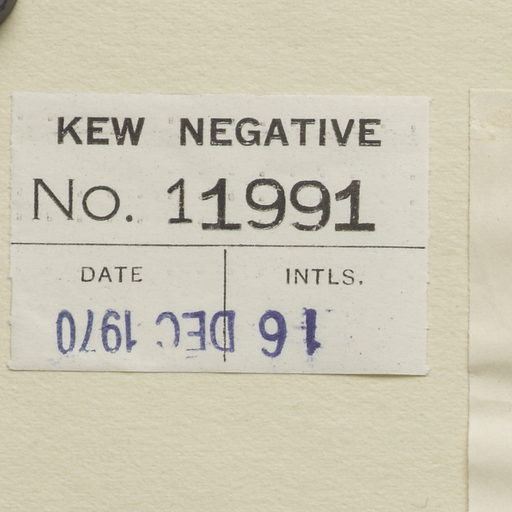 KEW NEGATIVE
No. 11991
DATE INTLS.
16 DEC 1970